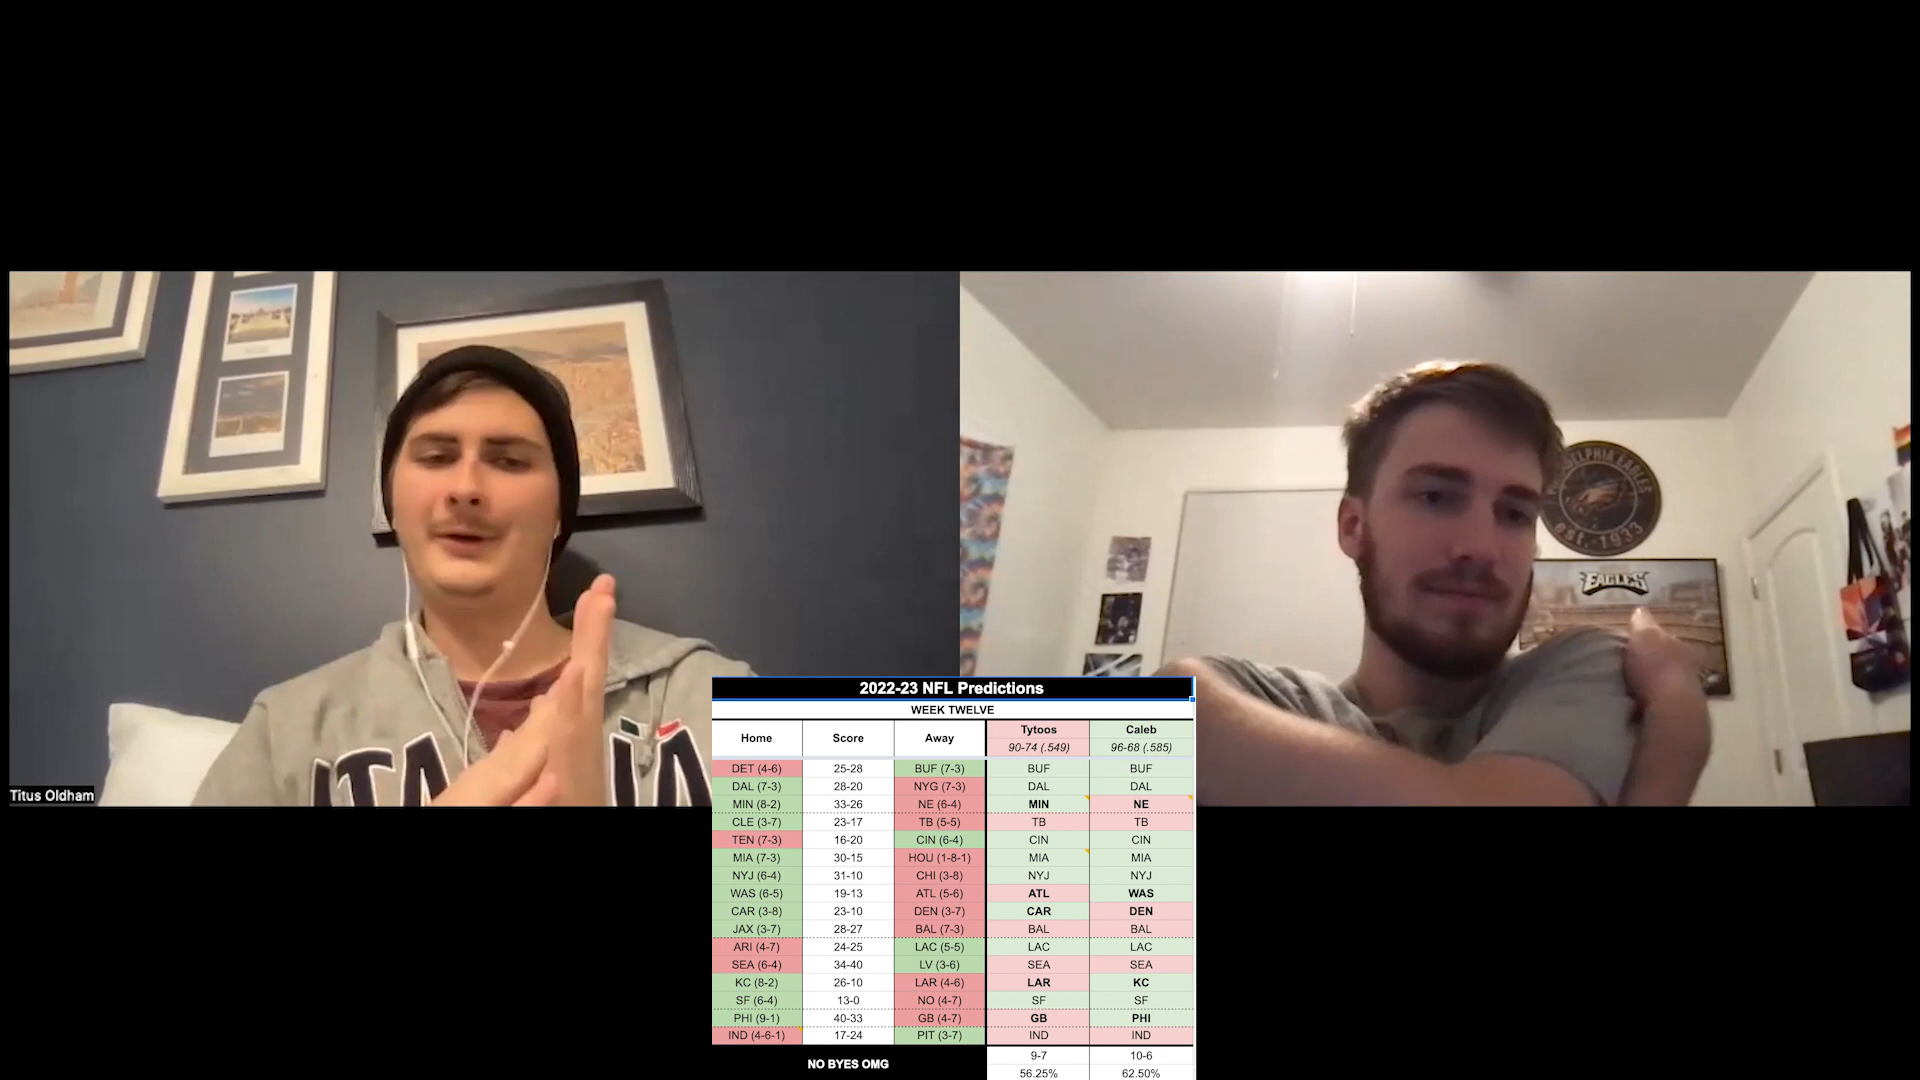 PHILADELPHIA EAGLES
est. 1933
EAGLES
ITALIA
Titus Oldham
2022-23 NFL Predictions
WEEK TWELVE
Home Score Away Tytoos Caleb
90-74 (.549) 96-68 (.585)
DET (4-6) 25-28 BUF (7-3) BUF BUF
DAL (7-3) 28-20 NYG (7-3) DAL DAL
MIN (8-2) 33-26 NE (6-4) MIN NE
CLE (3-7) 23-17 TB (5-5) TB TB
TEN (7-3) 16-20 CIN (6-4) CIN CIN
MIA (7-3) 30-15 HOU (1-8-1) MIA MIA
NYJ (6-4) 31-10 CHI (3-8) NYJ NYJ
WAS (6-5) 19-13 ATL (5-6) ATL WAS
CAR (3-8) 23-10 DEN (3-7) CAR DEN
JAX (3-7) 28-27 BAL (7-3) BAL BAL
ARI (4-7) 24-25 LAC (5-5) LAC LAC
SEA (6-4) 34-40 LV (3-6) SEA SEA
KC (8-2) 26-10 LAR (4-6) LAR KC
SF (6-4) 13-0 NO (4-7) SF SF
PHI (9-1) 40-33 GB (4-7) GB PHI
IND (4-6-1) 17-24 PIT (3-7) IND IND
NO BYES OMG
9-7 10-6
56.25% 62.50%